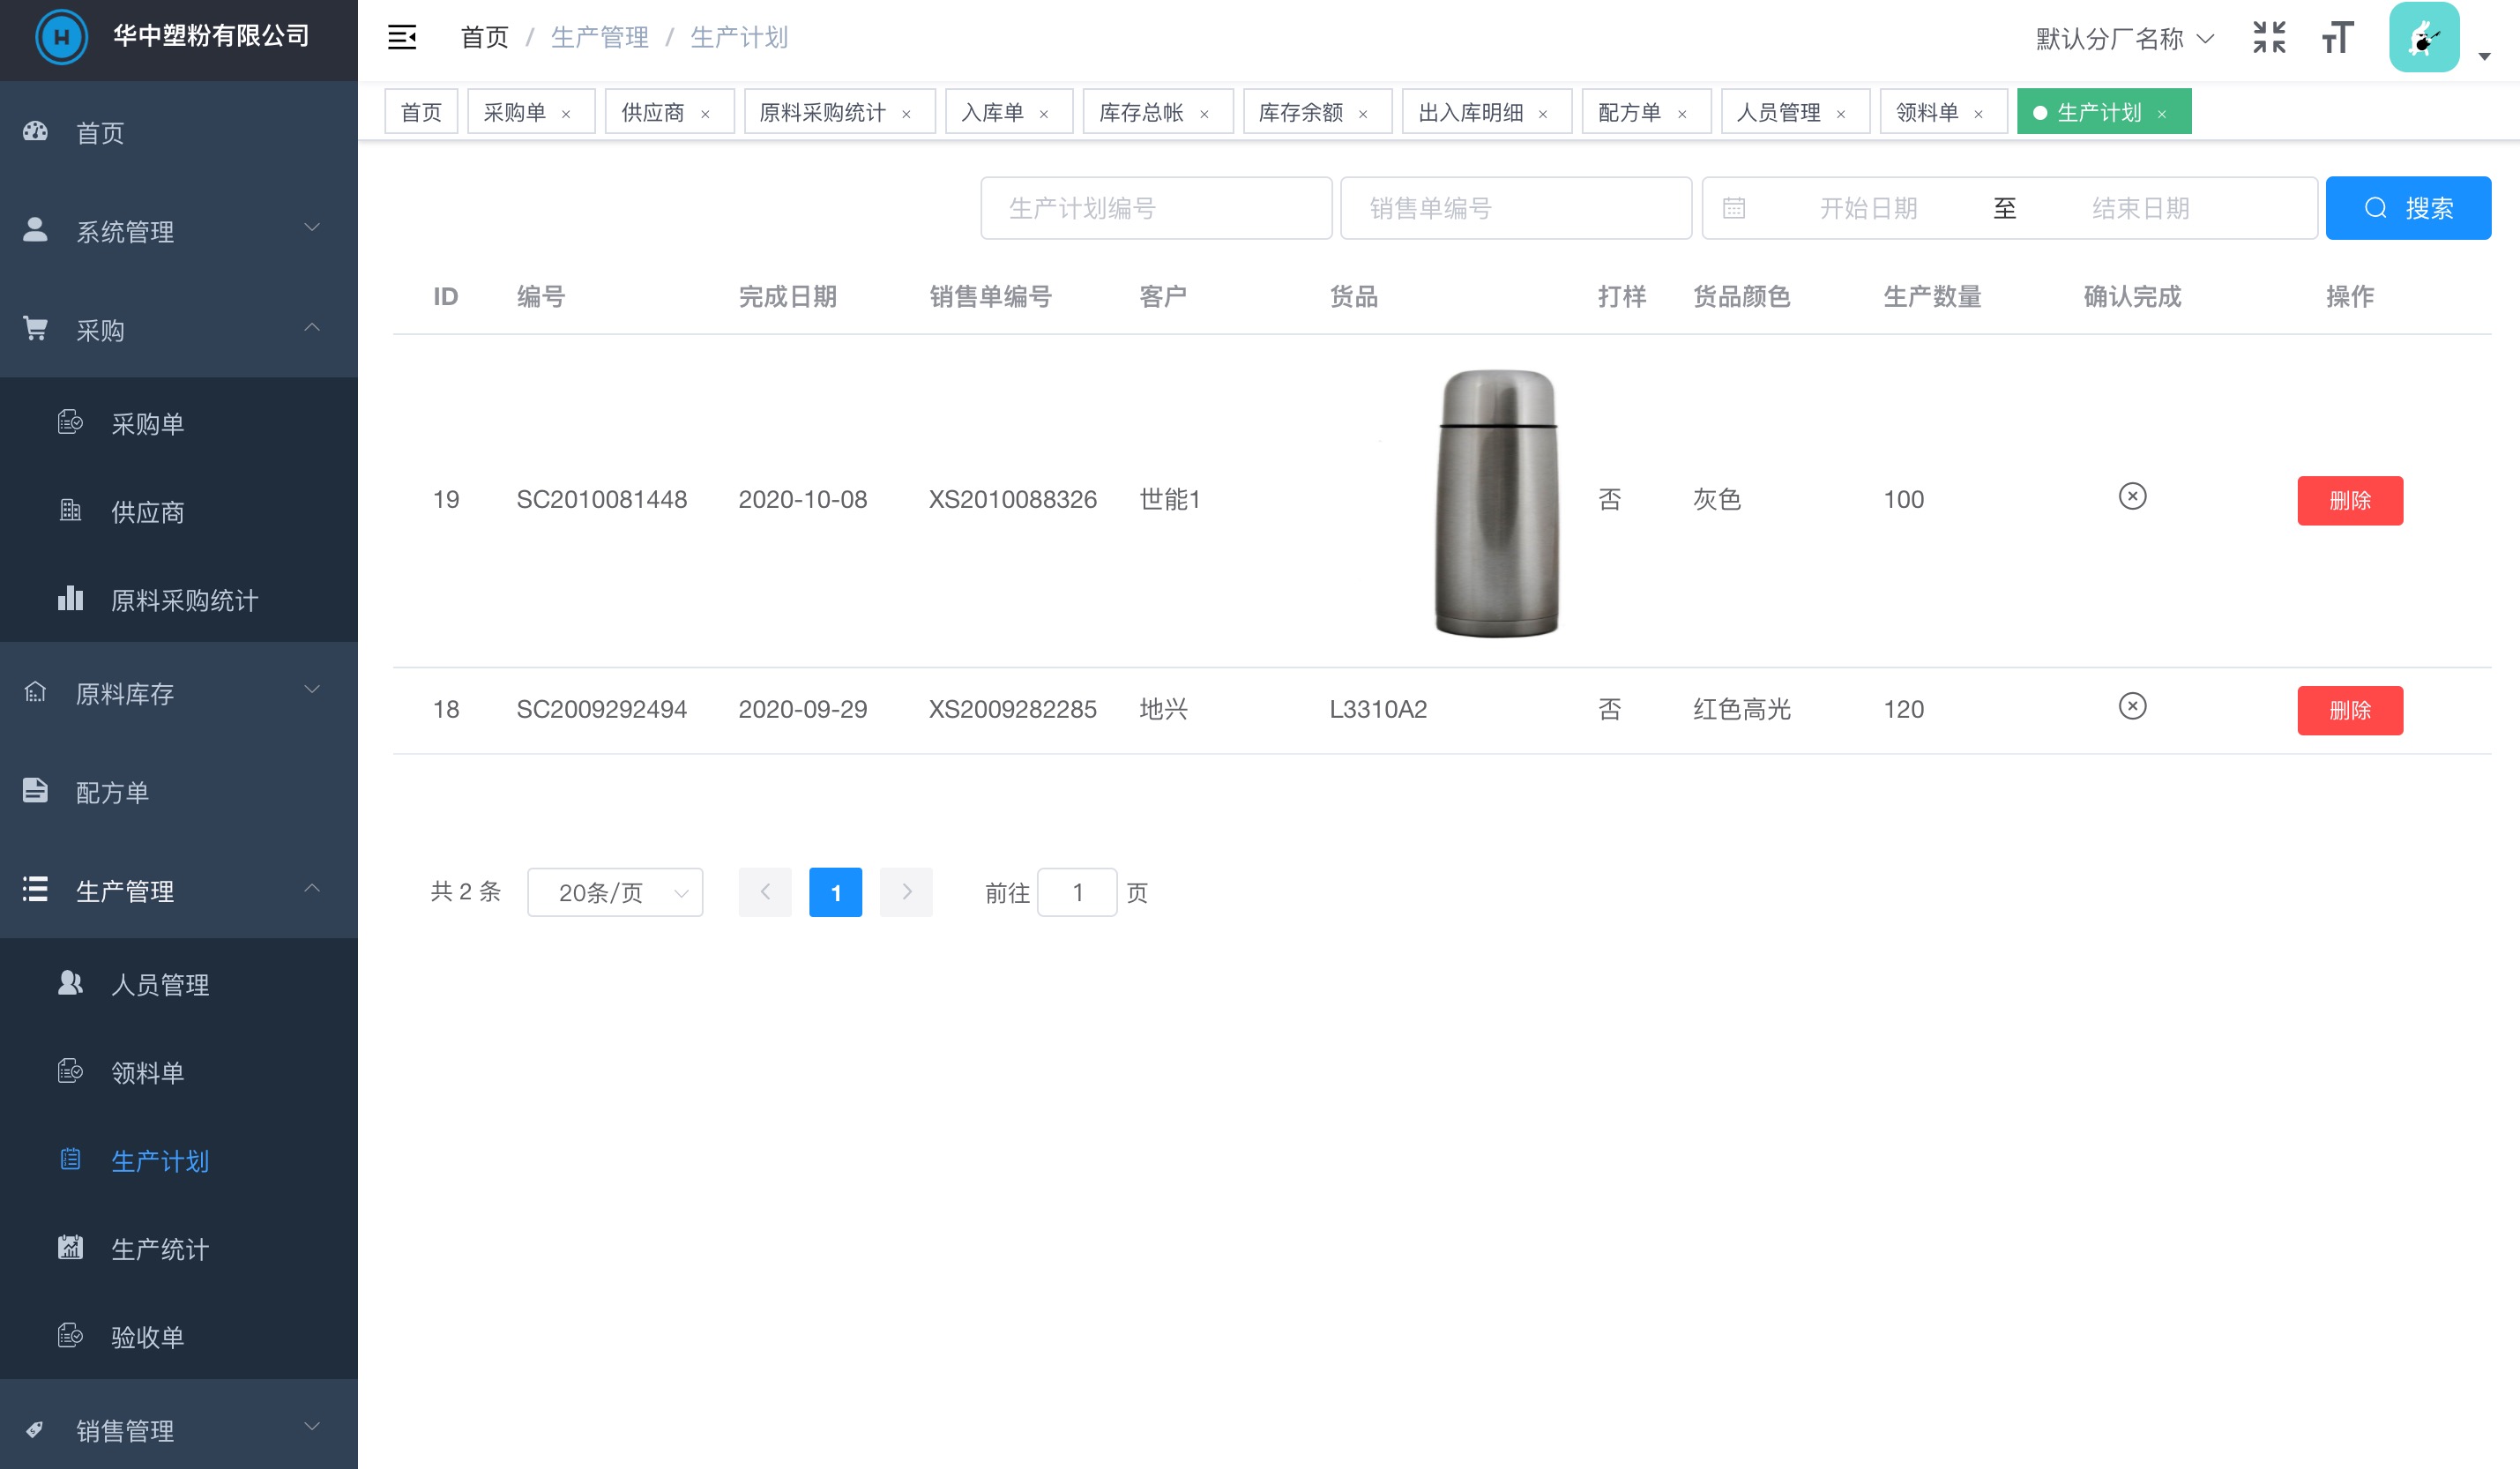 华中塑粉有限公司
首页 / 生产管理 / 生产计划
默认分厂名称
首页
采购单 ×
供应商 ×
原料采购统计 ×
入库单 ×
库存总帐 ×
库存余额 ×
出入库明细 ×
配方单 ×
人员管理 ×
领料单 ×
生产计划 ×
首页
系统管理
采购
采购单
供应商
原料采购统计
原料库存
配方单
生产管理
人员管理
领料单
生产计划
生产统计
验收单
销售管理
生产计划编号
销售单编号
开始日期 至 结束日期
搜索
ID 编号 完成日期 销售单编号 客户 货品 打样 货品颜色 生产数量 确认完成 操作
19 SC2010081448 2020-10-08 XS2010088326 世能1 否 灰色 100 删除
18 SC2009292494 2020-09-29 XS2009282285 地兴 L3310A2 否 红色高光 120 删除
共 2 条 20条/页 1 前往 1 页